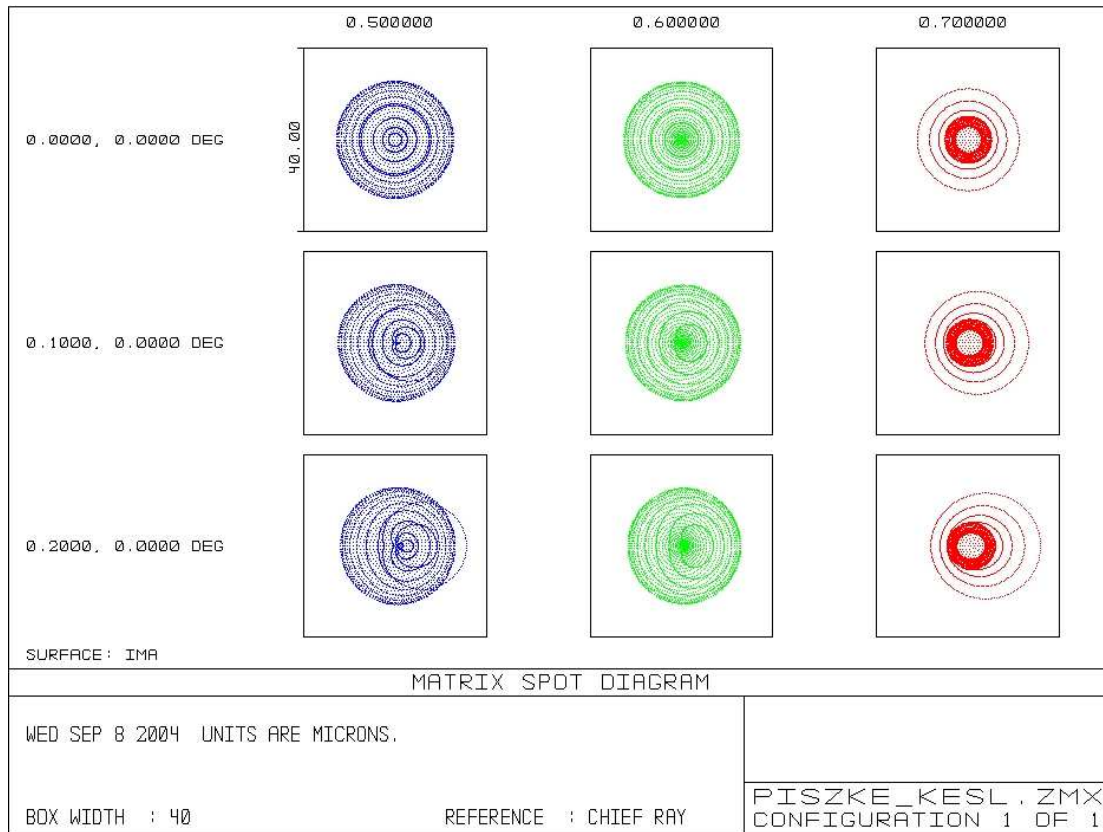 0.500000 0.600000 0.700000
0.0000, 0.0000 DEG
40.00
0.1000, 0.0000 DEG
0.2000, 0.0000 DEG
SURFACE: IMA
MATRIX SPOT DIAGRAM
WED SEP 8 2004 UNITS ARE MICRONS.
BOX WIDTH : 40 REFERENCE : CHIEF RAY
PISZKE_KESL.ZMX
CONFIGURATION 1 OF 1